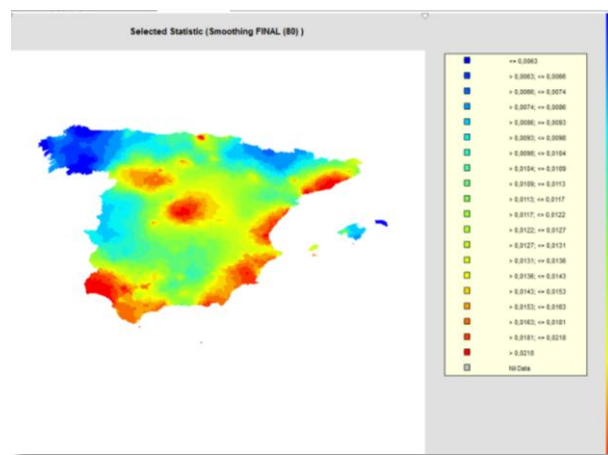 Selected Statistic (Smoothing FINAL (80) )
<= 0,0063
> 0,0063; <= 0,0066
> 0,0066; <= 0,0074
> 0,0074; <= 0,0086
> 0,0086; <= 0,0093
> 0,0093; <= 0,0098
> 0,0098; <= 0,0104
> 0,0104; <= 0,0109
> 0,0109; <= 0,0113
> 0,0113; <= 0,0117
> 0,0117; <= 0,0122
> 0,0122; <= 0,0127
> 0,0127; <= 0,0131
> 0,0131; <= 0,0136
> 0,0136; <= 0,0143
> 0,0143; <= 0,0153
> 0,0153; <= 0,0163
> 0,0163; <= 0,0181
> 0,0181; <= 0,0218
> 0,0218
Nil Data